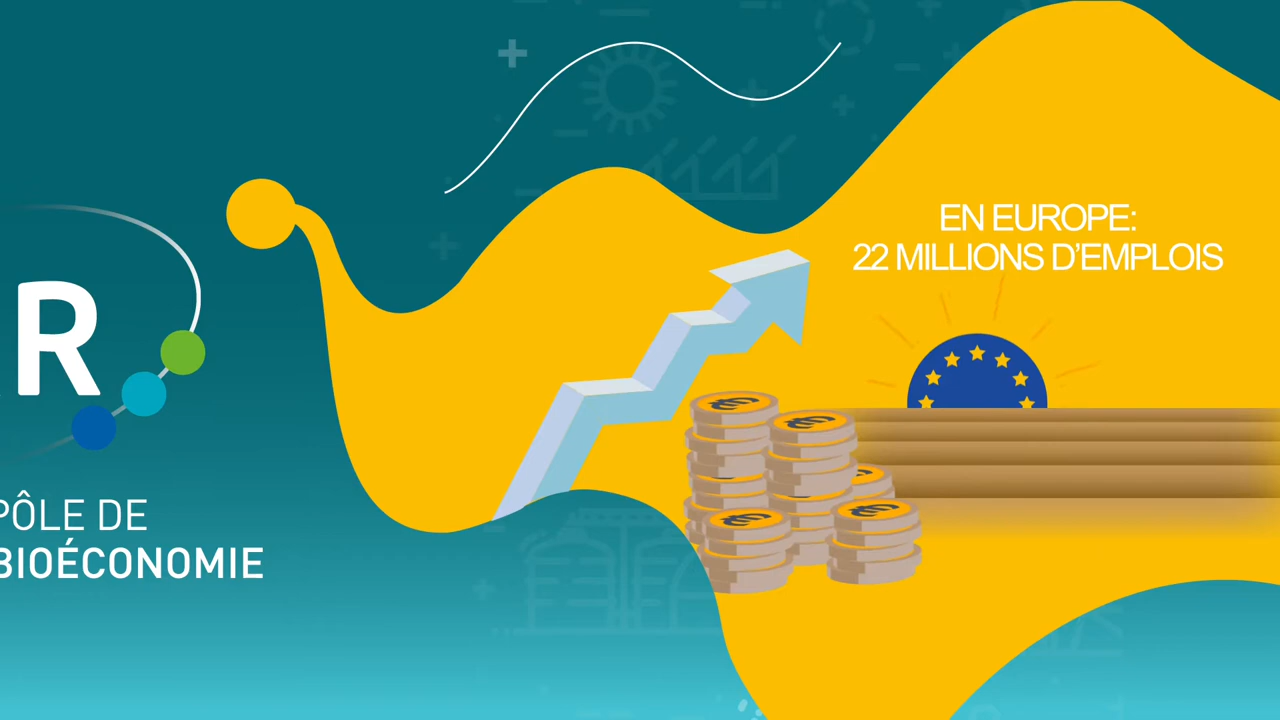 R
PÔLE DE
BIOÉCONOMIE
EN EUROPE:
22 MILLIONS D'EMPLOIS